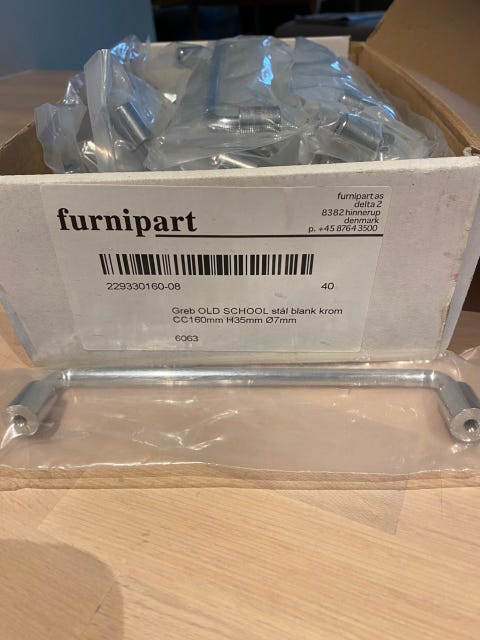 furnipart
furnipart as
delta 2
8382 hinnerup
denmark
p. +45 8764 3500
229330160-08 40
Greb OLD SCHOOL stål blank krom
CC160mm H35mm Ø7mm
6063